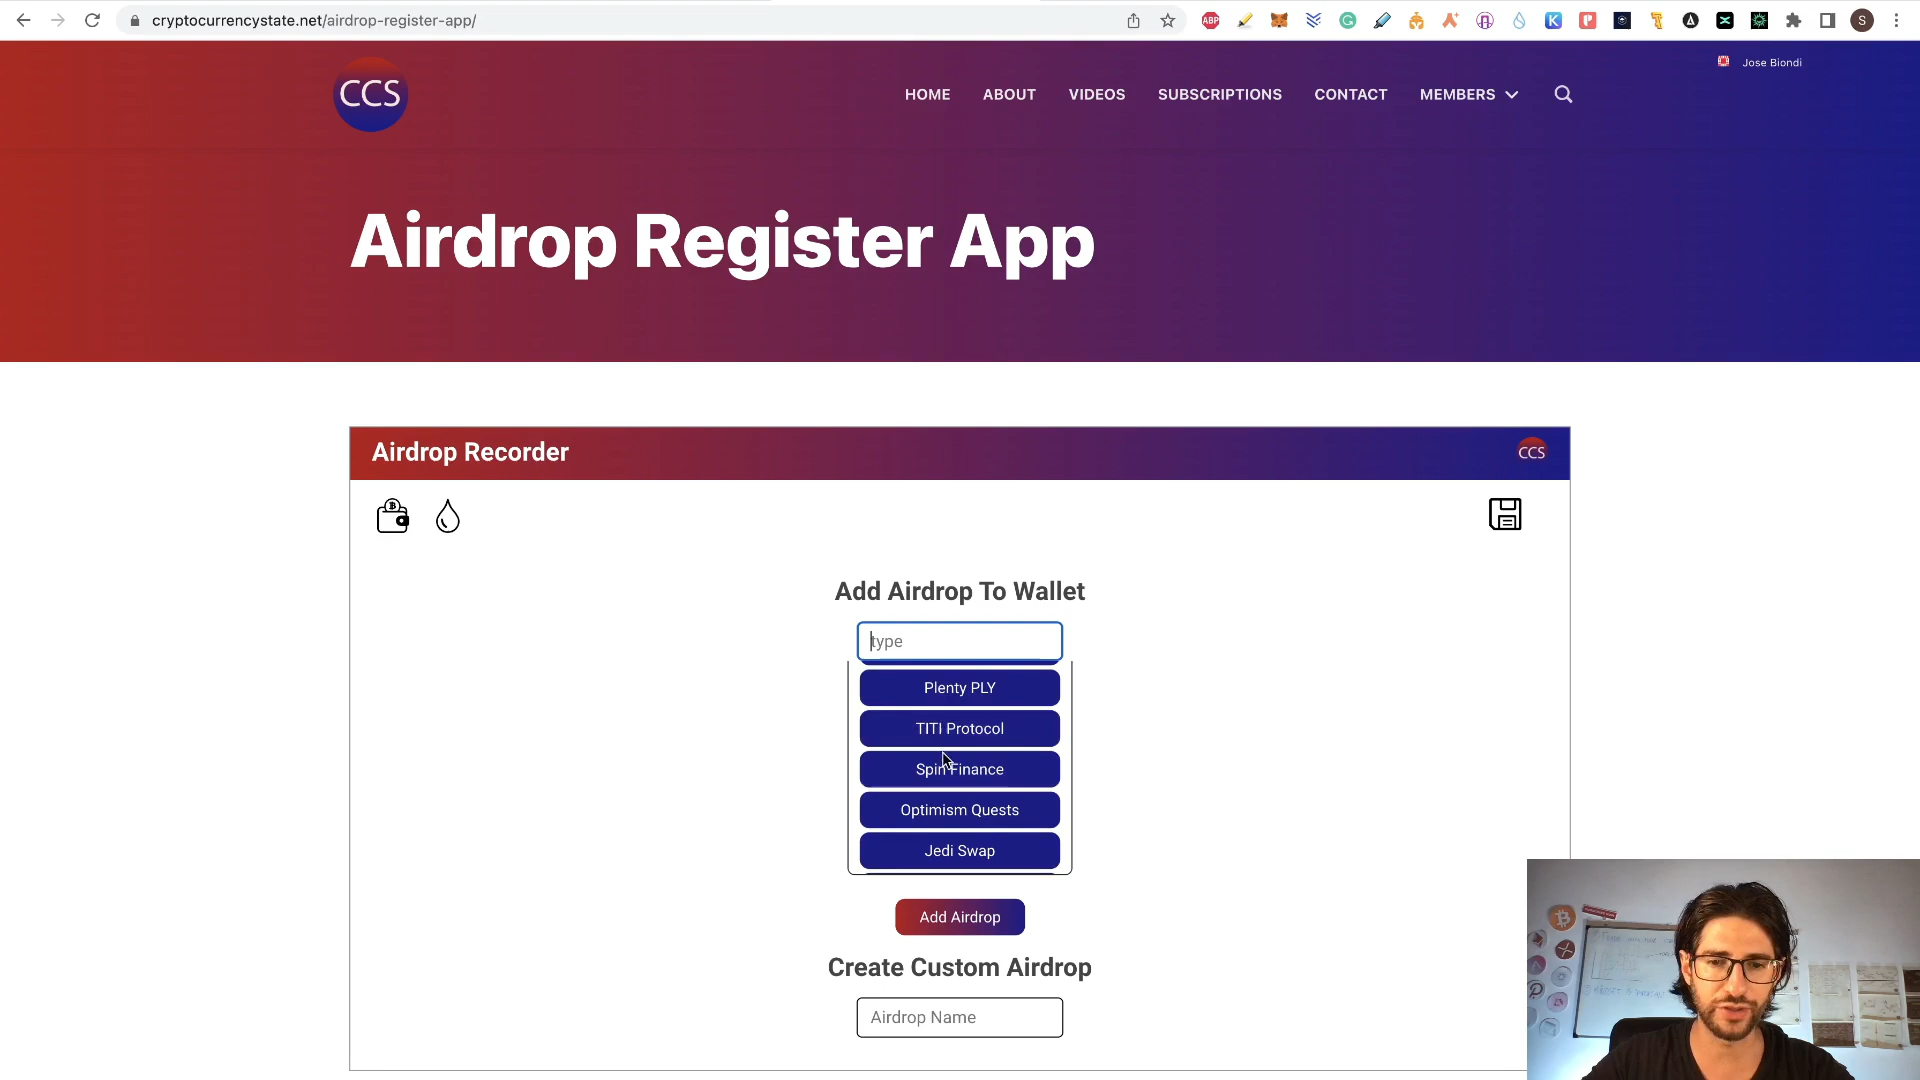 cryptocurrencystate.net/airdrop-register-app/
ABP
S
Jose Biondi
CCS
HOME
ABOUT
VIDEOS
SUBSCRIPTIONS
CONTACT
MEMBERS
Airdrop Register App
Airdrop Recorder
CCS
Add Airdrop To Wallet
type
Plenty PLY
TITI Protocol
Spin Finance
Optimism Quests
Jedi Swap
Add Airdrop
Create Custom Airdrop
Airdrop Name